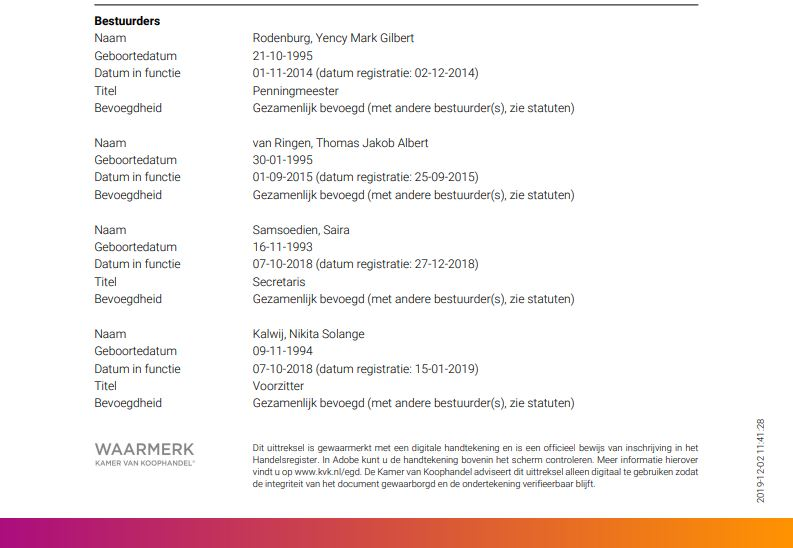 Bestuurders
Naam Rodenburg, Yency Mark Gilbert
Geboortedatum 21-10-1995
Datum in functie 01-11-2014 (datum registratie: 02-12-2014)
Titel Penningmeester
Bevoegdheid Gezamenlijk bevoegd (met andere bestuurder(s), zie statuten)
Naam van Ringen, Thomas Jakob Albert
Geboortedatum 30-01-1995
Datum in functie 01-09-2015 (datum registratie: 25-09-2015)
Bevoegdheid Gezamenlijk bevoegd (met andere bestuurder(s), zie statuten)
Naam Samsoedien, Saira
Geboortedatum 16-11-1993
Datum in functie 07-10-2018 (datum registratie: 27-12-2018)
Titel Secretaris
Bevoegdheid Gezamenlijk bevoegd (met andere bestuurder(s), zie statuten)
Naam Kalwij, Nikita Solange
Geboortedatum 09-11-1994
Datum in functie 07-10-2018 (datum registratie: 15-01-2019)
Titel Voorzitter
Bevoegdheid Gezamenlijk bevoegd (met andere bestuurder(s), zie statuten)
WAARMERK
KAMER VAN KOOPHANDEL®
Dit uittreksel is gewaarmerkt met een digitale handtekening en is een officieel bewijs van inschrijving in het
Handelsregister. In Adobe kunt u de handtekening bovenin het scherm controleren. Meer informatie hierover
vindt u op www.kvk.nl/egd. De Kamer van Koophandel adviseert dit uittreksel alleen digitaal te gebruiken zodat
de integriteit van het document gewaarborgd en de ondertekening verifieerbaar blijft.
2019-12-02 11:41:28